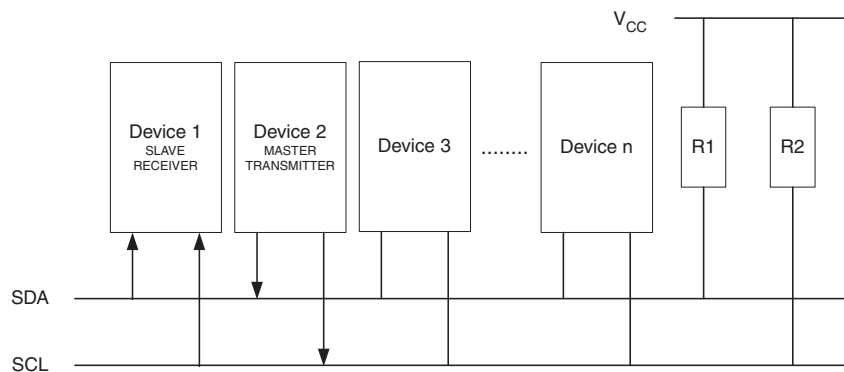 V_CC
Device 1
SLAVE
RECEIVER
Device 2
MASTER
TRANSMITTER
Device 3
........
Device n
R1
R2
SDA
SCL